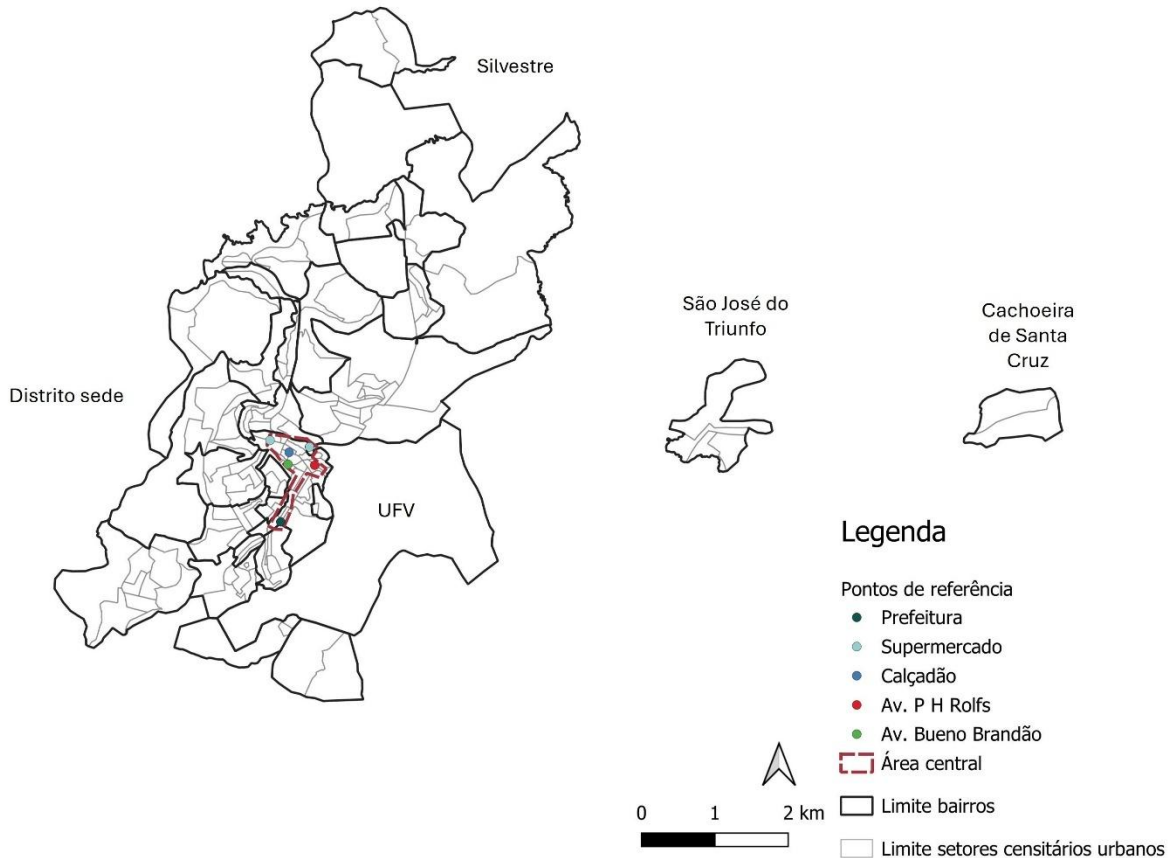 Silvestre
São José do
Triunfo
Cachoeira
de Santa
Cruz
Distrito sede
UFV
Legenda
Pontos de referência
Prefeitura
Supermercado
Calçadão
Av. P H Rolfs
Av. Bueno Brandão
Área central
Limite bairros
Limite setores censitários urbanos
0 1 2 km